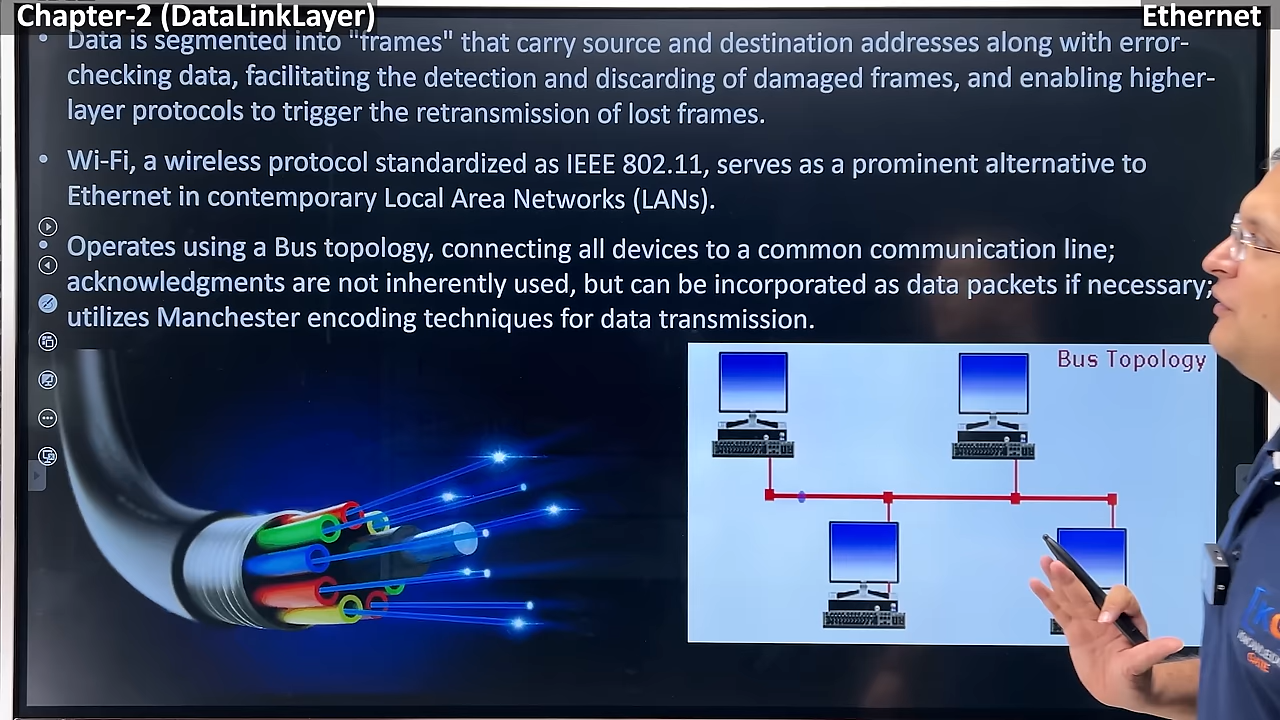 Chapter-2 (DataLinkLayer)
Ethernet
• Data is segmented into "frames" that carry source and destination addresses along with error-
checking data, facilitating the detection and discarding of damaged frames, and enabling higher-
layer protocols to trigger the retransmission of lost frames.
• Wi-Fi, a wireless protocol standardized as IEEE 802.11, serves as a prominent alternative to
Ethernet in contemporary Local Area Networks (LANs).
• Operates using a Bus topology, connecting all devices to a common communication line;
acknowledgments are not inherently used, but can be incorporated as data packets if necessary;
utilizes Manchester encoding techniques for data transmission.
Bus Topology